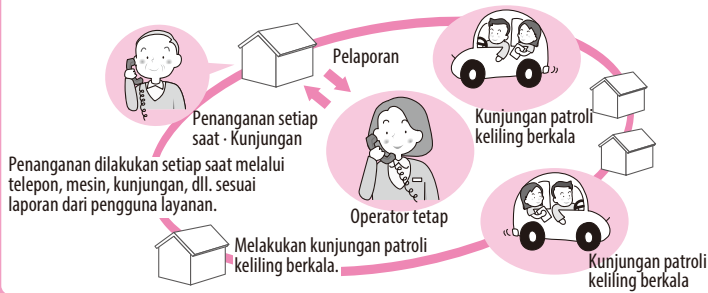 Pelaporan
Penanganan setiap
saat · Kunjungan
Kunjungan patroli
keliling berkala
Penanganan dilakukan setiap saat melalui
telepon, mesin, kunjungan, dll. sesuai
laporan dari pengguna layanan.
Operator tetap
Melakukan kunjungan patroli
keliling berkala.
Kunjungan patroli
keliling berkala